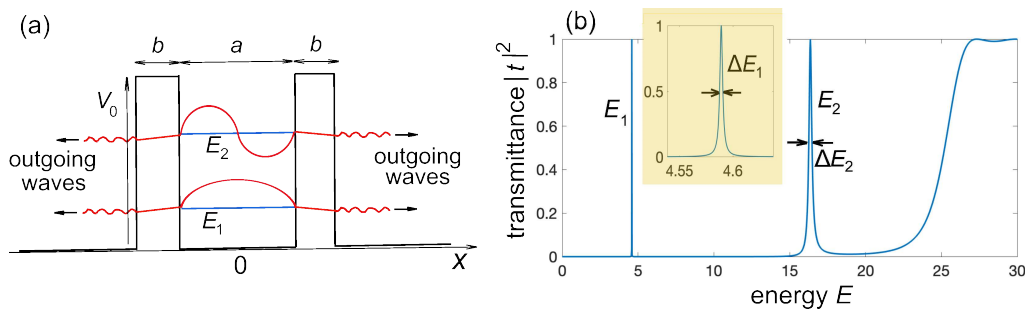 (a)
b
a
b
V₀
E₂
outgoing
waves
outgoing
waves
E₁
0
x
(b)
transmittance |t|²
1
0.8
0.6
0.4
0.2
0
0
5
10
15
20
25
30
energy E
E₁
E₂
ΔE₂
1
0.5
0
4.55
4.6
ΔE₁